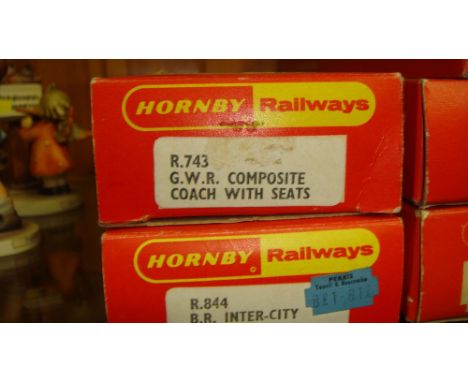 HORNBY Railways
R.743
G.W.R. COMPOSITE
COACH WITH SEATS
HORNBY Railways
R.844
B.R. INTER-CITY